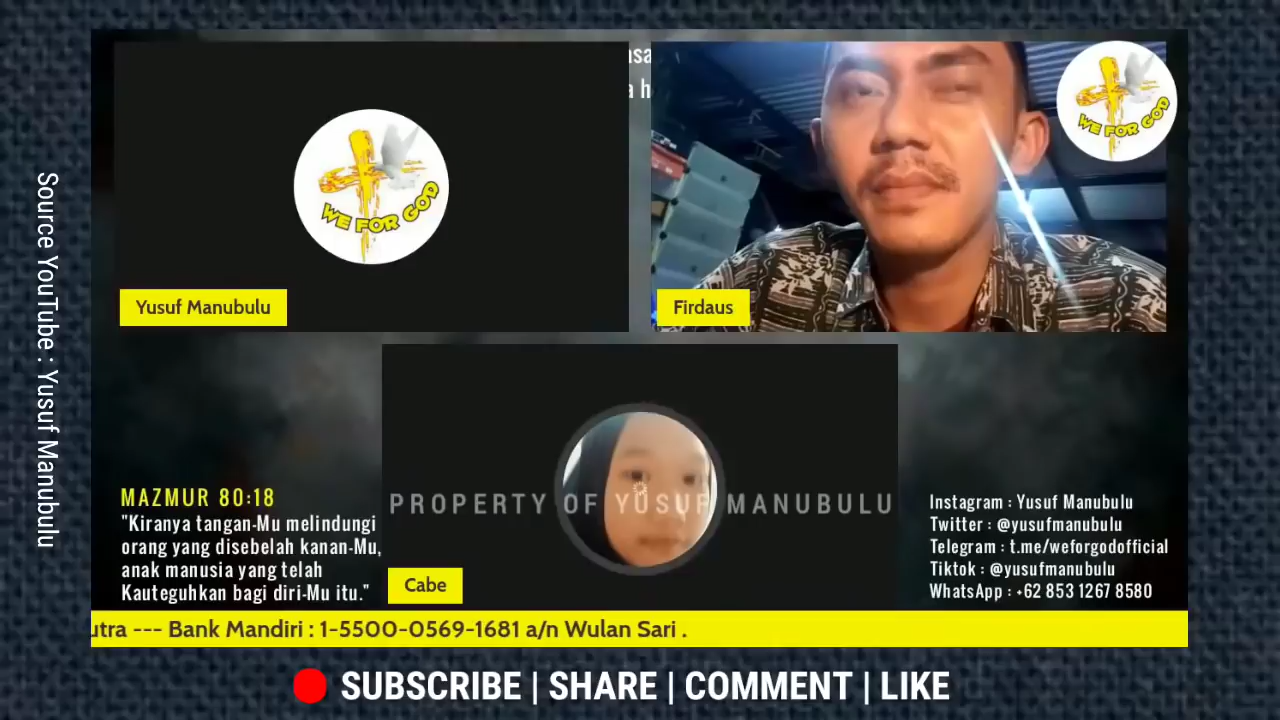 Source YouTube : Yusuf Manubulu
WE FOR GOD
Yusuf Manubulu
WE FOR GOD
Firdaus
PROPERTY OF YUSUF MANUBULU
Cabe
MAZMUR 80:18
"Kiranya tangan-Mu melindungi
orang yang disebelah kanan-Mu,
anak manusia yang telah
Kauteguhkan bagi diri-Mu itu."
Instagram : Yusuf Manubulu
Twitter : @yusufmanubulu
Telegram : t.me/weforgodofficial
Tiktok : @yusufmanubulu
WhatsApp : +62 853 1267 8580
--- Bank Mandiri : 1-5500-0569-1681 a/n Wulan Sari .
SUBSCRIBE | SHARE | COMMENT | LIKE